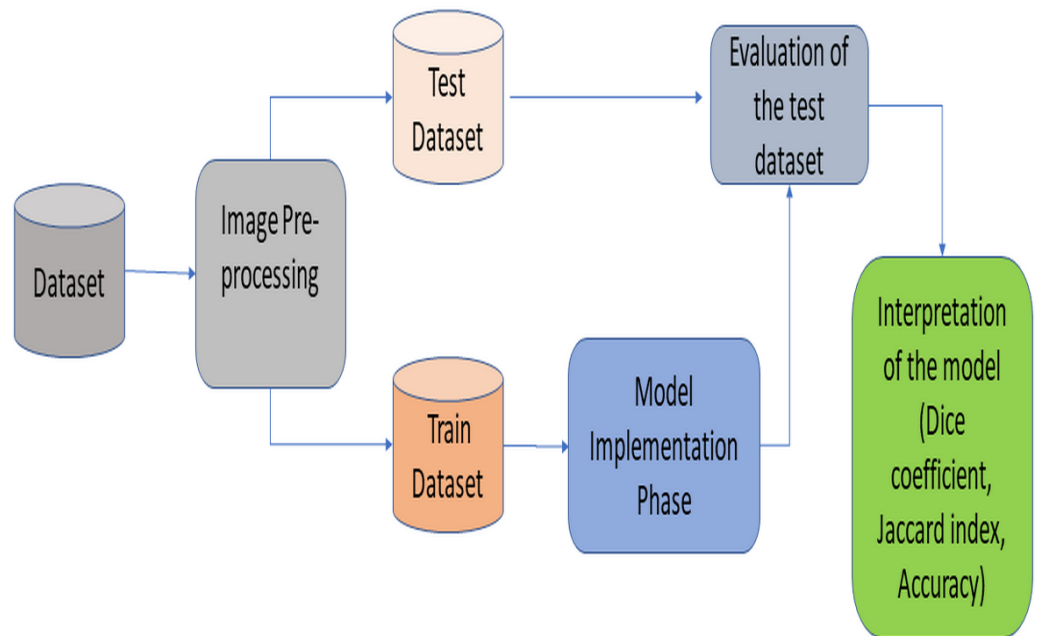 Dataset
Image Pre-
processing
Test
Dataset
Train
Dataset
Model
Implementation
Phase
Evaluation of
the test
dataset
Interpretation
of the model
(Dice
coefficient,
Jaccard index,
Accuracy)